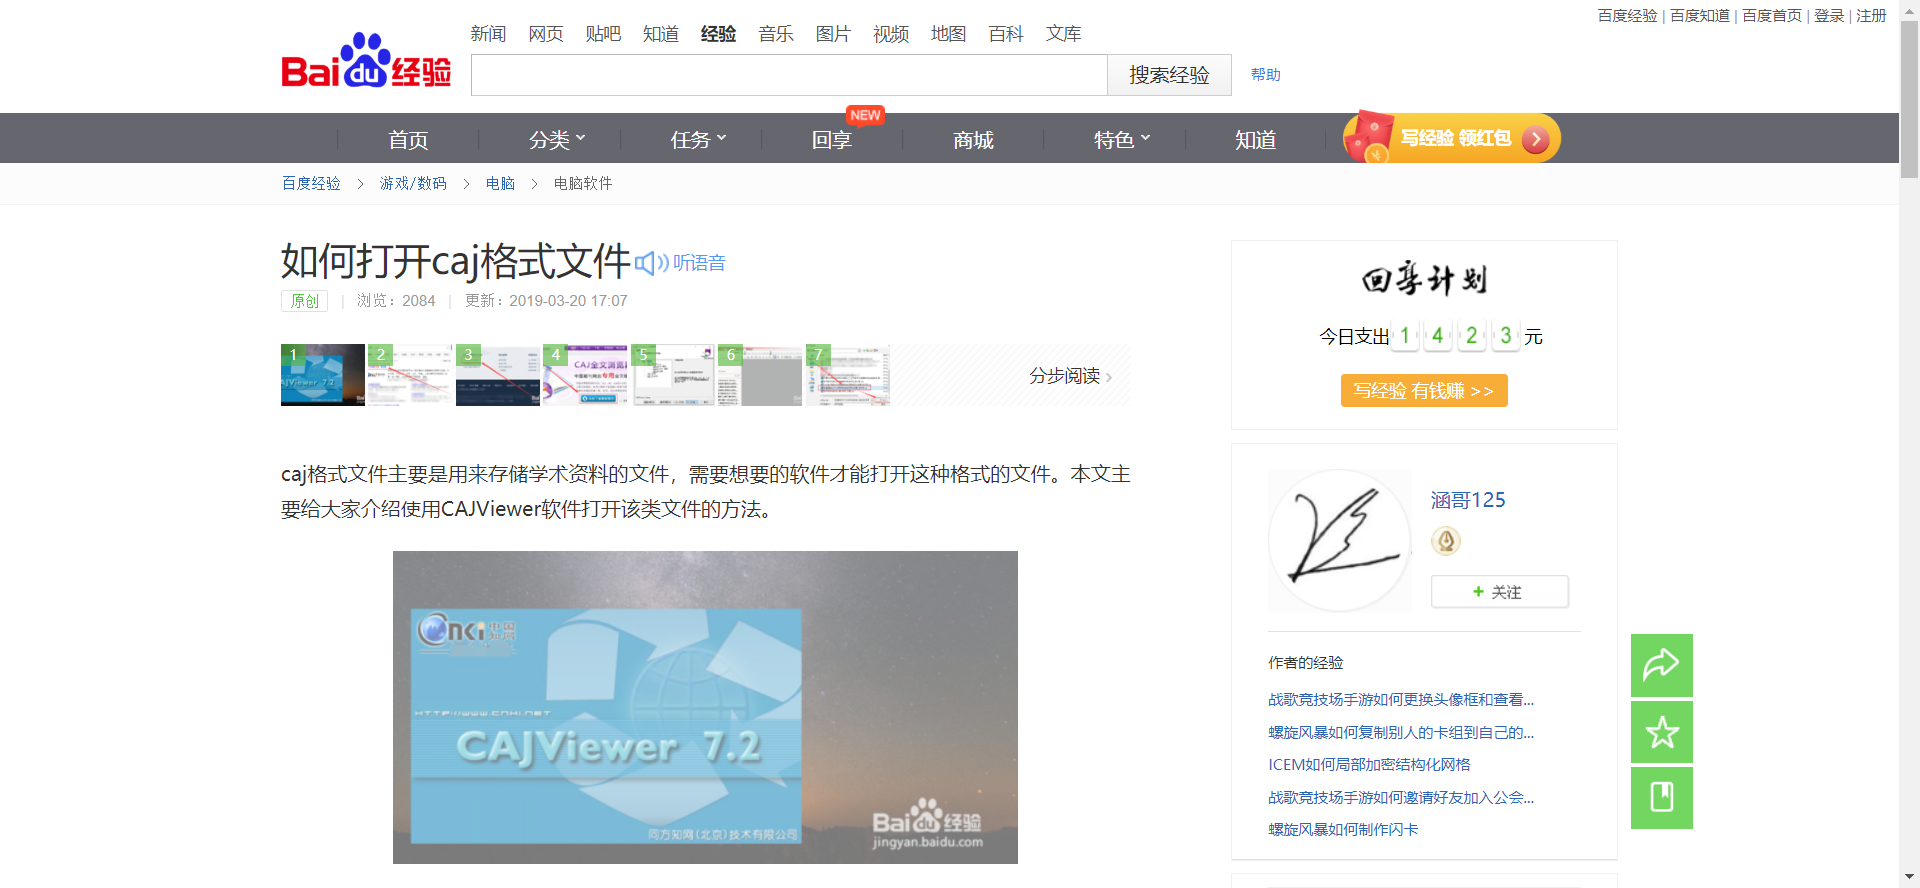 百度经验 | 百度知道 | 百度首页 | 登录 | 注册
新闻 网页 贴吧 知道 经验 音乐 图片 视频 地图 百科 文库
Bai du 经验
搜索经验 帮助
NEW
首页 分类 任务 回享 商城 特色 知道 写经验 领红包
百度经验 > 游戏/数码 > 电脑 > 电脑软件
如何打开caj格式文件 听语音
原创 | 浏览：2084 | 更新：2019-03-20 17:07
1 2 3 4 5 6 7
CAJ全文浏览器
分步阅读 >
caj格式文件主要是用来存储学术资料的文件，需要想要的软件才能打开这种格式的文件。本文主
要给大家介绍使用CAJViewer软件打开该类文件的方法。
cnki 中国知网
HTTP://WWW.CNKI.NET
CAJViewer 7.2
同方知网(北京)技术有限公司
Bai du 经验
jingyan.baidu.com
回享计划
今日支出 1 4 2 3 元
写经验 有钱赚 >>
涵哥125
+ 关注
作者的经验
战歌竞技场手游如何更换头像框和查看...
螺旋风暴如何复制别人的卡组到自己的...
ICEM如何局部加密结构化网格
战歌竞技场手游如何邀请好友加入公会...
螺旋风暴如何制作闪卡